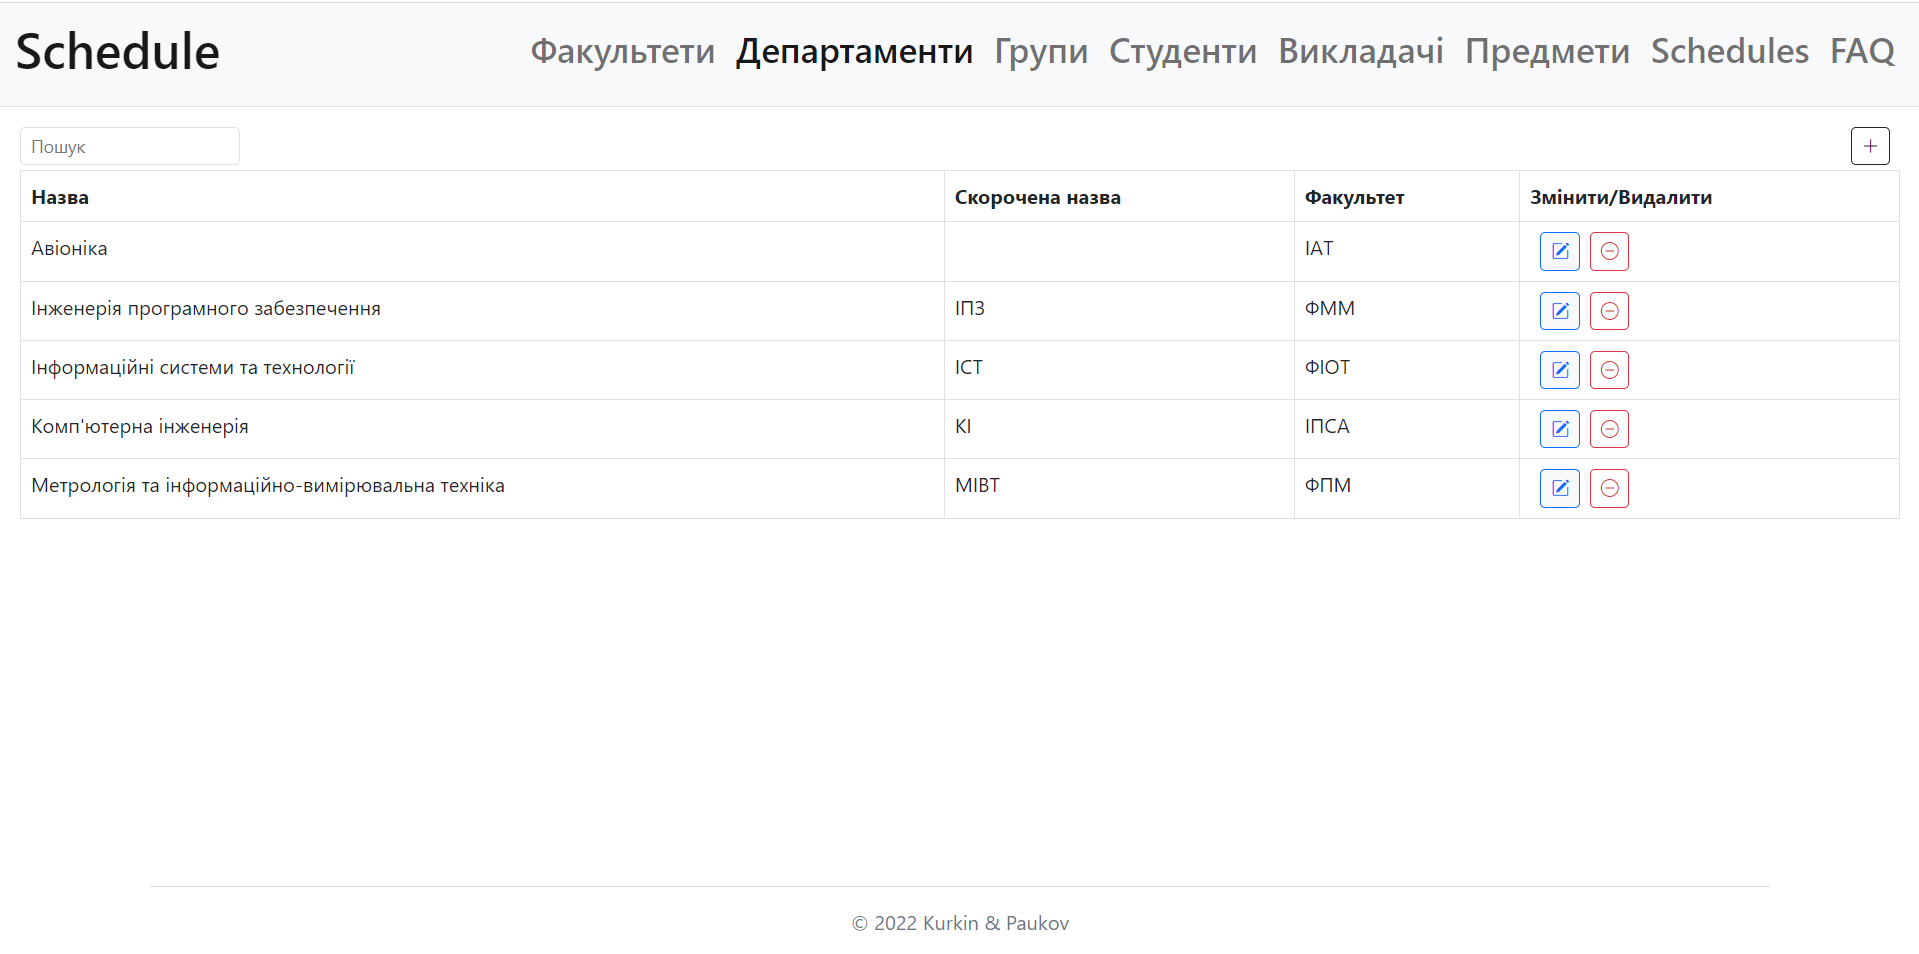 Schedule Факультети Департаменти Групи Студенти Викладачі Предмети Schedules FAQ
Пошук
Назва Скорочена назва Факультет Змінити/Видалити
Авіоніка ІАТ
Інженерія програмного забезпечення ІПЗ ФММ
Інформаційні системи та технології ІСТ ФІОТ
Комп'ютерна інженерія КІ ІПСА
Метрологія та інформаційно-вимірювальна техніка МІВТ ФПМ
© 2022 Kurkin & Paukov